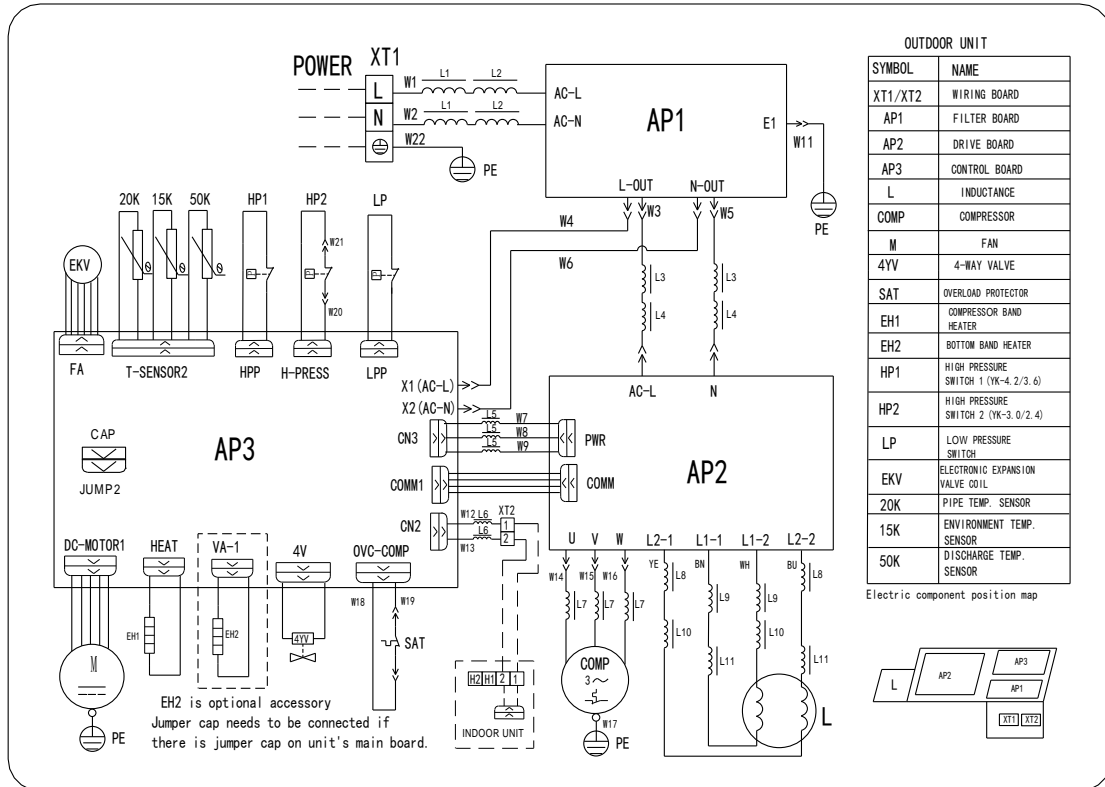 POWER
XT1
L
N
W1
L1
L2
W2
L1
L2
W22
PE
AC-L
AC-N
AP1
E1
W11
PE
L-OUT
N-OUT
W3
W5
W4
W6
L3
L4
L3
L4
20K
15K
50K
HP1
HP2
LP
W21
W20
P
P
P
θ
θ
θ
EKV
FA
T-SENSOR2
HPP
H-PRESS
LPP
X1(AC-L)
X2(AC-N)
CN3
L5
W7
L5
W8
L5
W9
PWR
COMM1
COMM
CN2
W12
L6
XT2
1
L6
2
W13
CAP
JUMP2
AP3
AC-L
N
AP2
DC-MOTOR1
HEAT
VA-1
4V
OVC-COMP
U
V
W
L2-1
L1-1
L1-2
L2-2
W14
W15
W16
YE
BN
WH
BU
L7
L7
L7
L8
L9
L9
L8
L10
L11
L10
L11
W18
W19
SAT
EH1
EH2
4YV
M
PE
COMP
3~
W17
PE
L
H2
H1
2
1
INDOOR UNIT
EH2 is optional accessory
Jumper cap needs to be connected if
there is jumper cap on unit's main board.
OUTDOOR UNIT
SYMBOL NAME
XT1/XT2 WIRING BOARD
AP1 FILTER BOARD
AP2 DRIVE BOARD
AP3 CONTROL BOARD
L INDUCTANCE
COMP COMPRESSOR
M FAN
4YV 4-WAY VALVE
SAT OVERLOAD PROTECTOR
EH1 COMPRESSOR BAND
HEATER
EH2 BOTTOM BAND HEATER
HP1 HIGH PRESSURE
SWITCH 1 (YK-4.2/3.6)
HP2 HIGH PRESSURE
SWITCH 2 (YK-3.0/2.4)
LP LOW PRESSURE
SWITCH
EKV ELECTRONIC EXPANSION
VALVE COIL
20K PIPE TEMP. SENSOR
15K ENVIRONMENT TEMP.
SENSOR
50K DISCHARGE TEMP.
SENSOR
Electric component position map
L
AP2
AP3
AP1
XT1
XT2